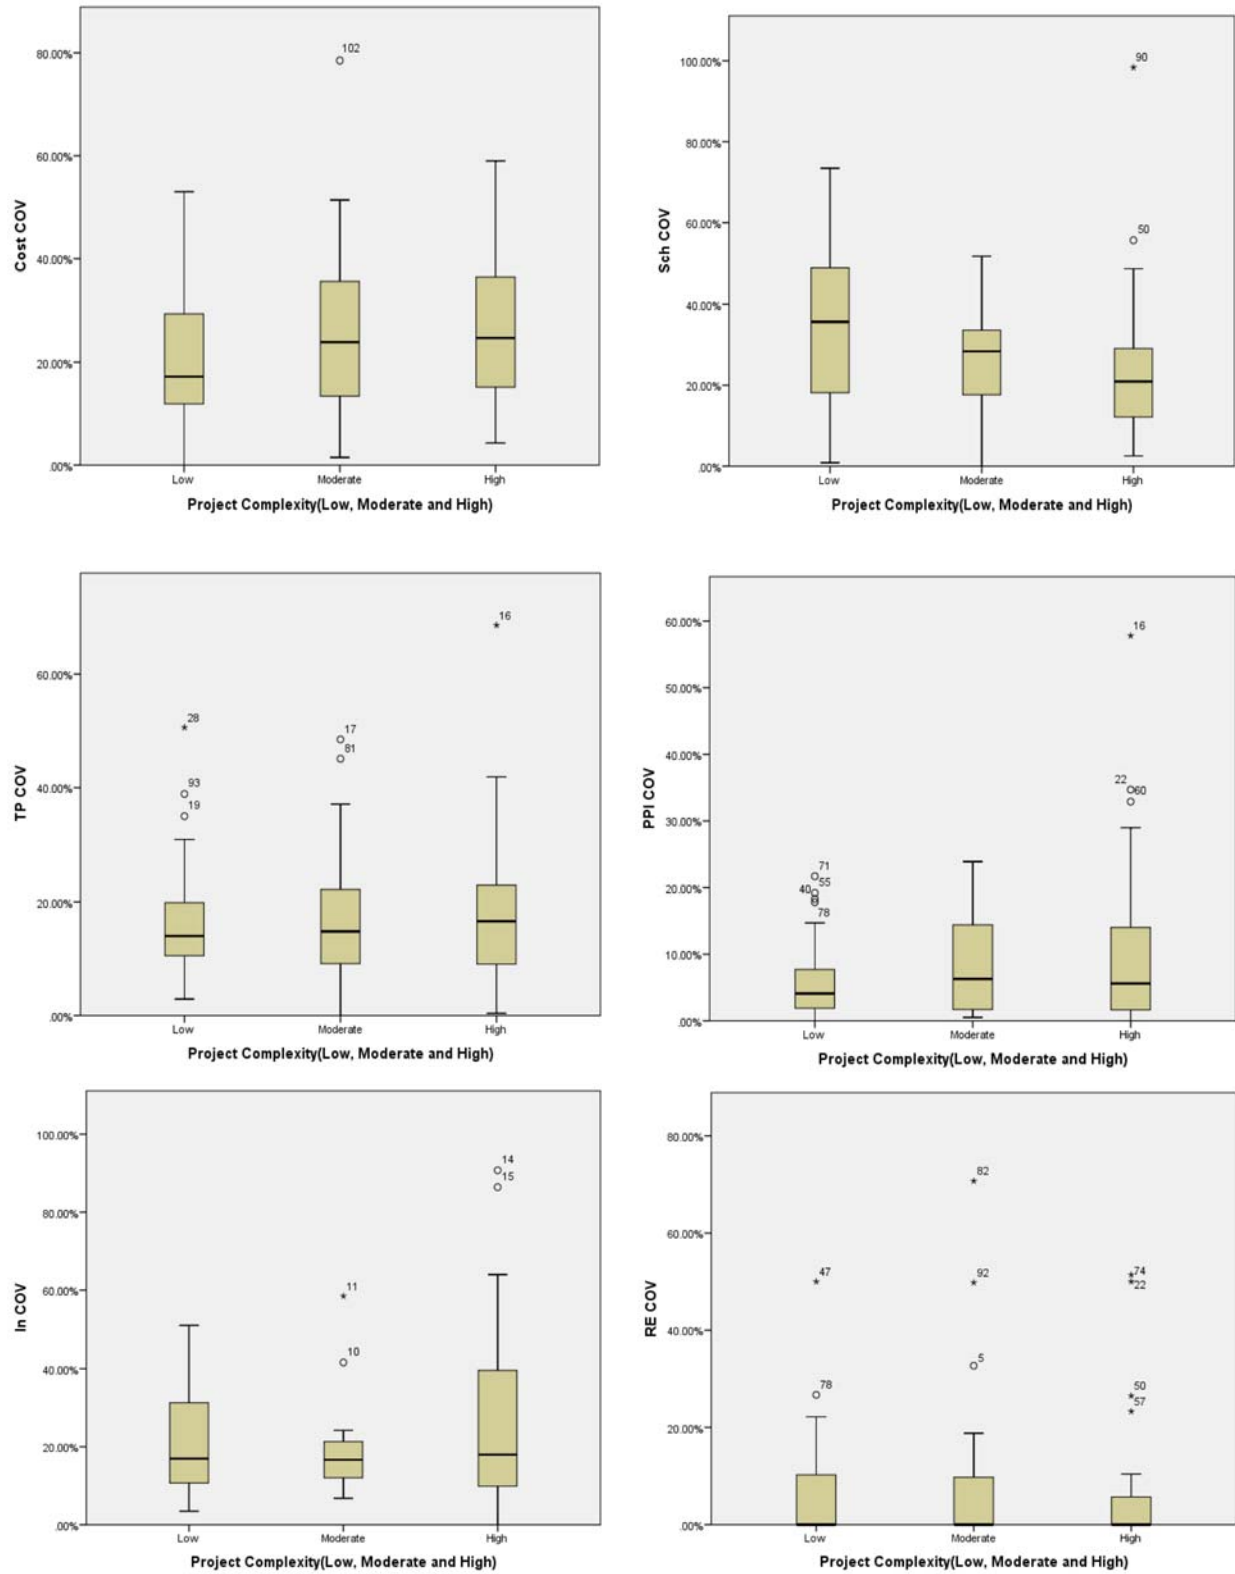 80.00%
60.00%
40.00%
20.00%
.00%
Cost COV
102
Low
Moderate
High
Project Complexity(Low, Moderate and High)
100.00%
80.00%
60.00%
40.00%
20.00%
.00%
Sch COV
90
50
Low
Moderate
High
Project Complexity(Low, Moderate and High)
60.00%
40.00%
20.00%
.00%
TP COV
28
93
19
17
81
16
Low
Moderate
High
Project Complexity(Low, Moderate and High)
60.00%
50.00%
40.00%
30.00%
20.00%
10.00%
.00%
PPI COV
71
55
40
78
16
22
60
Low
Moderate
High
Project Complexity(Low, Moderate and High)
100.00%
80.00%
60.00%
40.00%
20.00%
.00%
In COV
11
10
14
15
Low
Moderate
High
Project Complexity(Low, Moderate and High)
80.00%
60.00%
40.00%
20.00%
.00%
RE COV
47
78
82
92
5
74
22
50
57
Low
Moderate
High
Project Complexity(Low, Moderate and High)